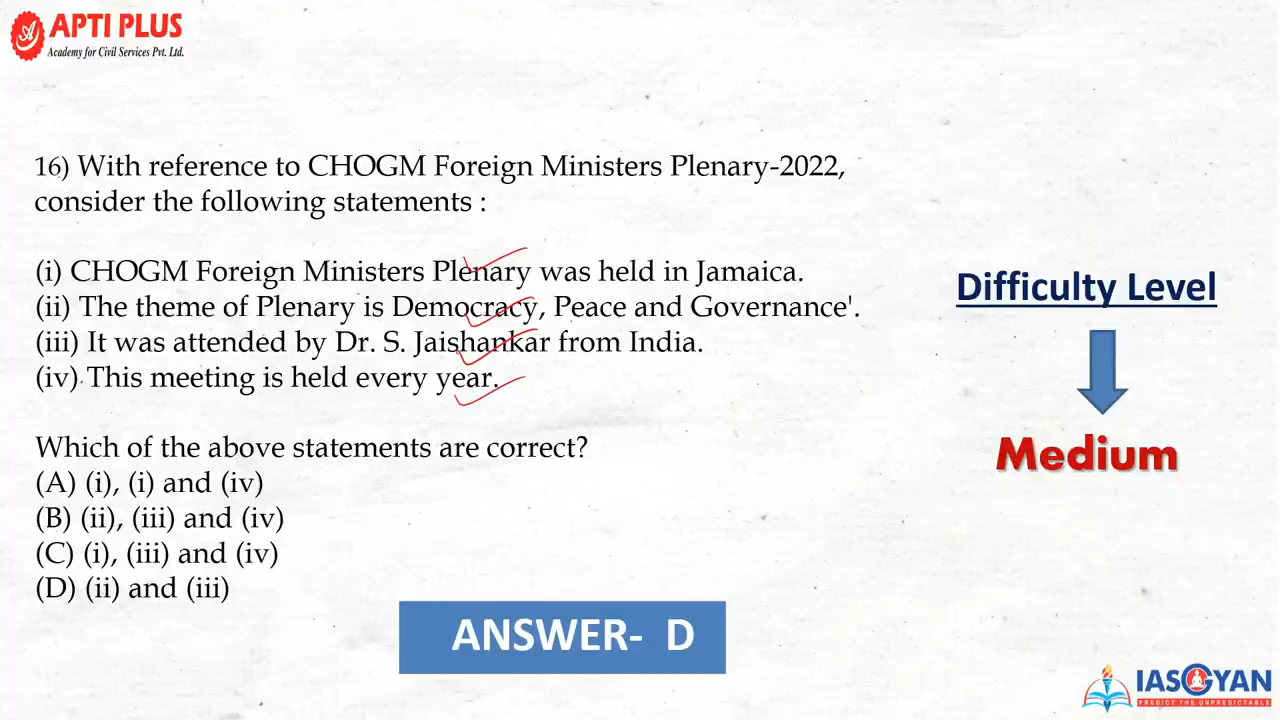 APTI PLUS
Academy for Civil Services Pvt. Ltd.
16) With reference to CHOGM Foreign Ministers Plenary-2022,
consider the following statements :
(i) CHOGM Foreign Ministers Plenary was held in Jamaica.
(ii) The theme of Plenary is Democracy, Peace and Governance'.
(iii) It was attended by Dr. S. Jaishankar from India.
(iv) This meeting is held every year.
Which of the above statements are correct?
(A) (i), (i) and (iv)
(B) (ii), (iii) and (iv)
(C) (i), (iii) and (iv)
(D) (ii) and (iii)
Difficulty Level
Medium
ANSWER- D
IASGYAN
PREDICT THE UNPREDICTABLE